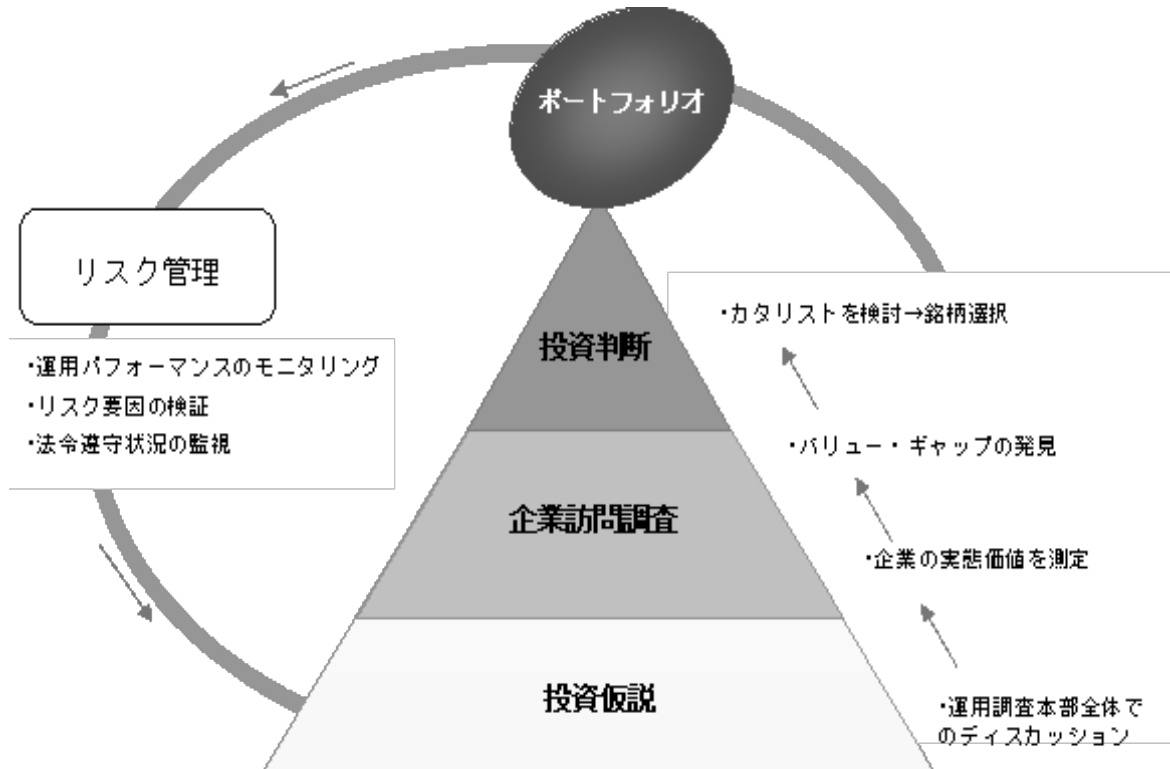 ポートフォリオ
リスク管理
・運用パフォーマンスのモニタリング
・リスク要因の検証
・法令遵守状況の監視
投資判断
企業訪問調査
投資仮説
・カタリストを検討→銘柄選択
・バリュー・ギャップの発見
・企業の実態価値を測定
・運用調査本部全体で
のディスカッション